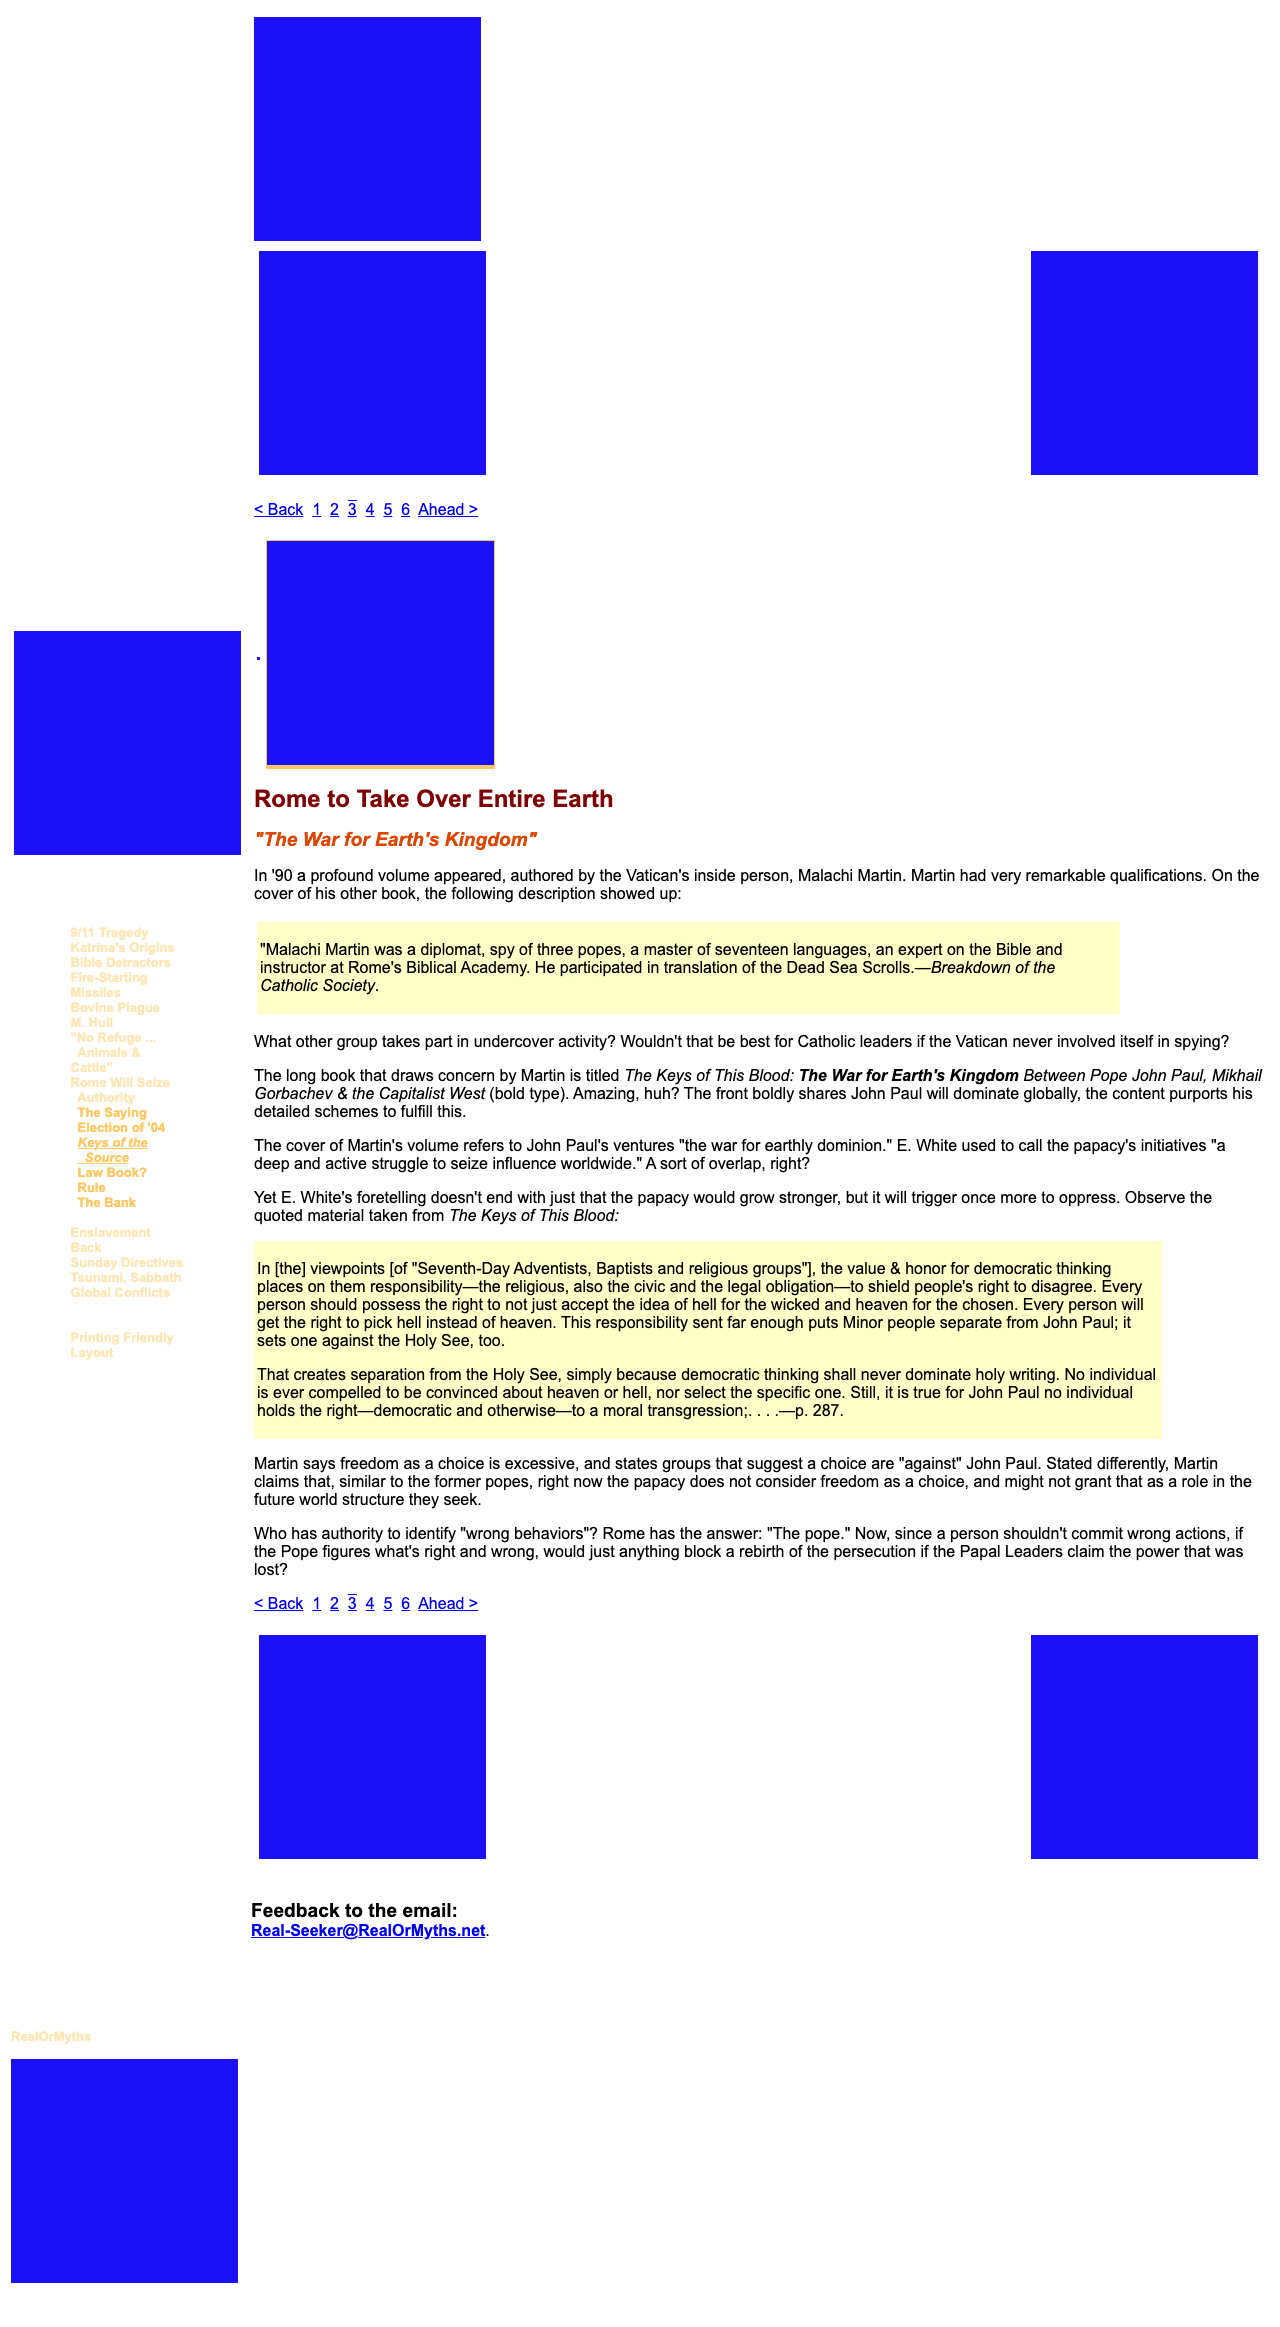 < Back 1 2 3 4 5 6 Ahead >
Rome to Take Over Entire Earth
"The War for Earth's Kingdom"
In '90 a profound volume appeared, authored by the Vatican's inside person, Malachi Martin. Martin had very remarkable qualifications. On the
cover of his other book, the following description showed up:
"Malachi Martin was a diplomat, spy of three popes, a master of seventeen languages, an expert on the Bible and
instructor at Rome's Biblical Academy. He participated in translation of the Dead Sea Scrolls.—Breakdown of the
Catholic Society.
What other group takes part in undercover activity? Wouldn't that be best for Catholic leaders if the Vatican never involved itself in spying?
The long book that draws concern by Martin is titled The Keys of This Blood: The War for Earth's Kingdom Between Pope John Paul, Mikhail
Gorbachev & the Capitalist West (bold type). Amazing, huh? The front boldly shares John Paul will dominate globally, the content purports his
detailed schemes to fulfill this.
The cover of Martin's volume refers to John Paul's ventures "the war for earthly dominion." E. White used to call the papacy's initiatives "a
deep and active struggle to seize influence worldwide." A sort of overlap, right?
Yet E. White's foretelling doesn't end with just that the papacy would grow stronger, but it will trigger once more to oppress. Observe the
quoted material taken from The Keys of This Blood:
In [the] viewpoints [of "Seventh-Day Adventists, Baptists and religious groups"], the value & honor for democratic thinking
places on them responsibility—the religious, also the civic and the legal obligation—to shield people's right to disagree. Every
person should possess the right to not just accept the idea of hell for the wicked and heaven for the chosen. Every person will
get the right to pick hell instead of heaven. This responsibility sent far enough puts Minor people separate from John Paul; it
sets one against the Holy See, too.
That creates separation from the Holy See, simply because democratic thinking shall never dominate holy writing. No individual
is ever compelled to be convinced about heaven or hell, nor select the specific one. Still, it is true for John Paul no individual
holds the right—democratic and otherwise—to a moral transgression;. . . .—p. 287.
Martin says freedom as a choice is excessive, and states groups that suggest a choice are "against" John Paul. Stated differently, Martin
claims that, similar to the former popes, right now the papacy does not consider freedom as a choice, and might not grant that as a role in the
future world structure they seek.
Who has authority to identify "wrong behaviors"? Rome has the answer: "The pope." Now, since a person shouldn't commit wrong actions, if
the Pope figures what's right and wrong, would just anything block a rebirth of the persecution if the Papal Leaders claim the power that was
lost?
< Back 1 2 3 4 5 6 Ahead >
9/11 Tragedy
Katrina's Origins
Bible Detractors
Fire-Starting
Missiles
Bovine Plague
M. Hull
"No Refuge ...
Animals &
Cattle"
Rome Will Seize
Authority
The Saying
Election of '04
Keys of the
Source
Law Book?
Rule
The Bank
Enslavement
Back
Sunday Directives
Tsunami, Sabbath
Global Conflicts
Printing Friendly
Layout
Feedback to the email:
Real-Seeker@RealOrMyths.net.
RealOrMyths